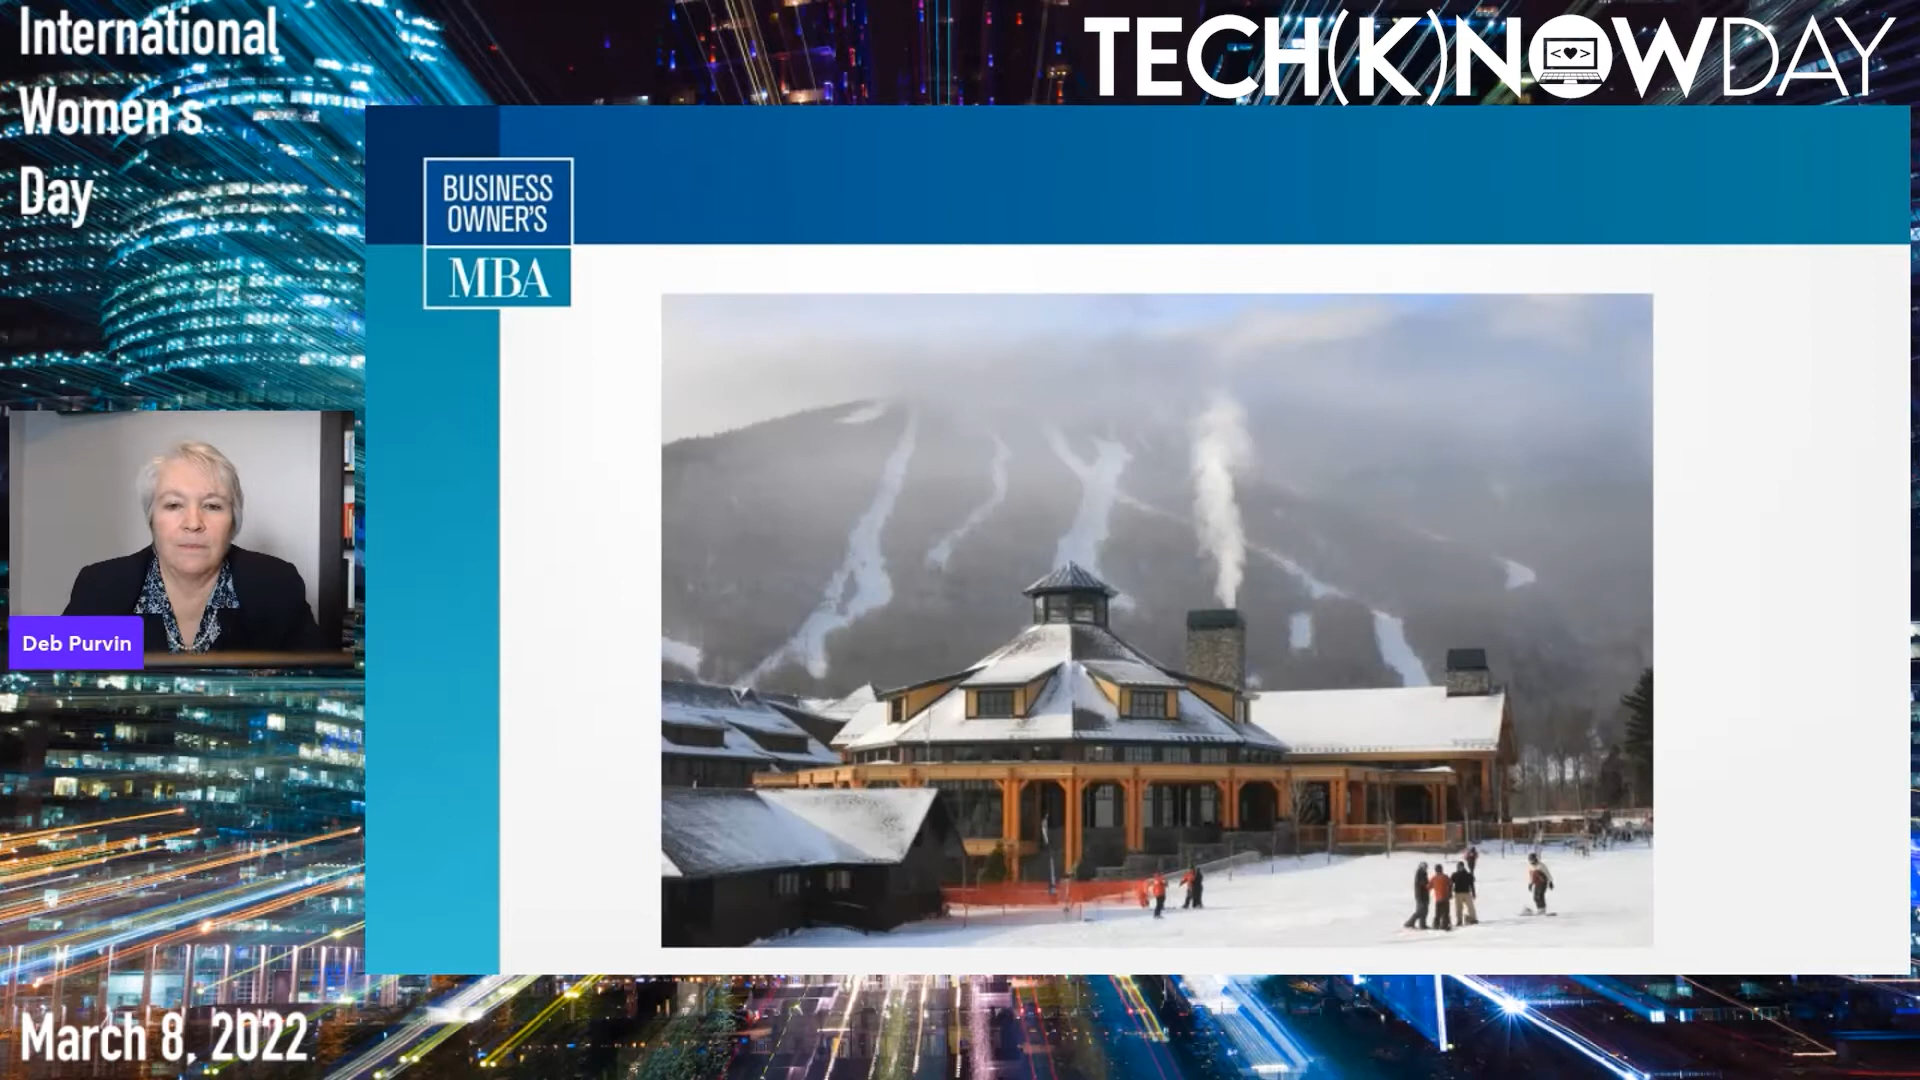 International
Women's
Day
TECH(K)NOWDAY
BUSINESS
OWNER'S
MBA
Deb Purvin
March 8, 2022